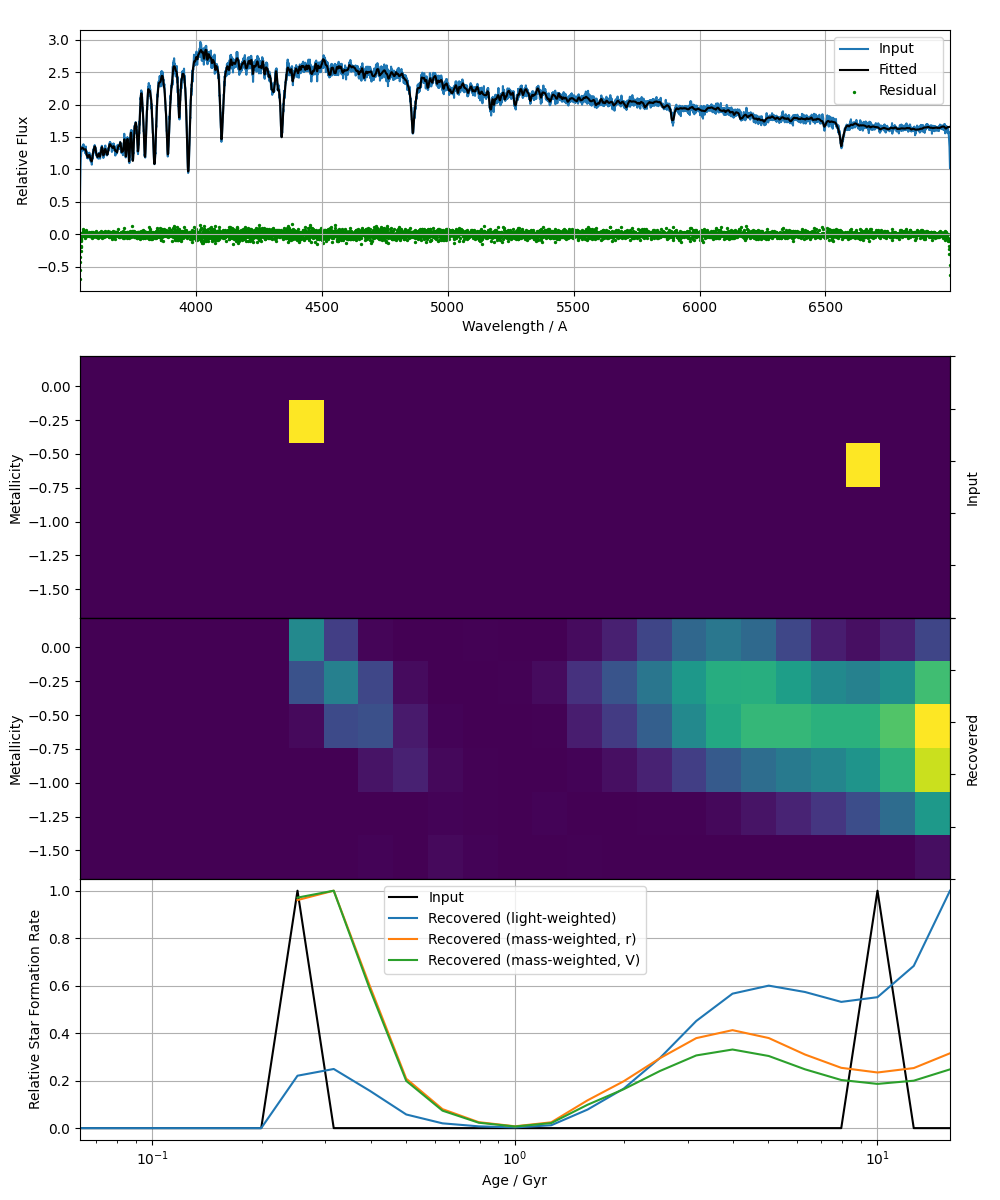 3.0
2.5
2.0
1.5
1.0
0.5
0.0
−0.5
Relative Flux
Input
Fitted
Residual
4000 4500 5000 5500 6000 6500
Wavelength / A
0.00
−0.25
−0.50
−0.75
−1.00
−1.25
−1.50
Metallicity
Input
0.00
−0.25
−0.50
−0.75
−1.00
−1.25
−1.50
Metallicity
Recovered
1.0
0.8
0.6
0.4
0.2
0.0
Relative Star Formation Rate
Input
Recovered (light-weighted)
Recovered (mass-weighted, r)
Recovered (mass-weighted, V)
10⁻¹ 10⁰ 10¹
Age / Gyr